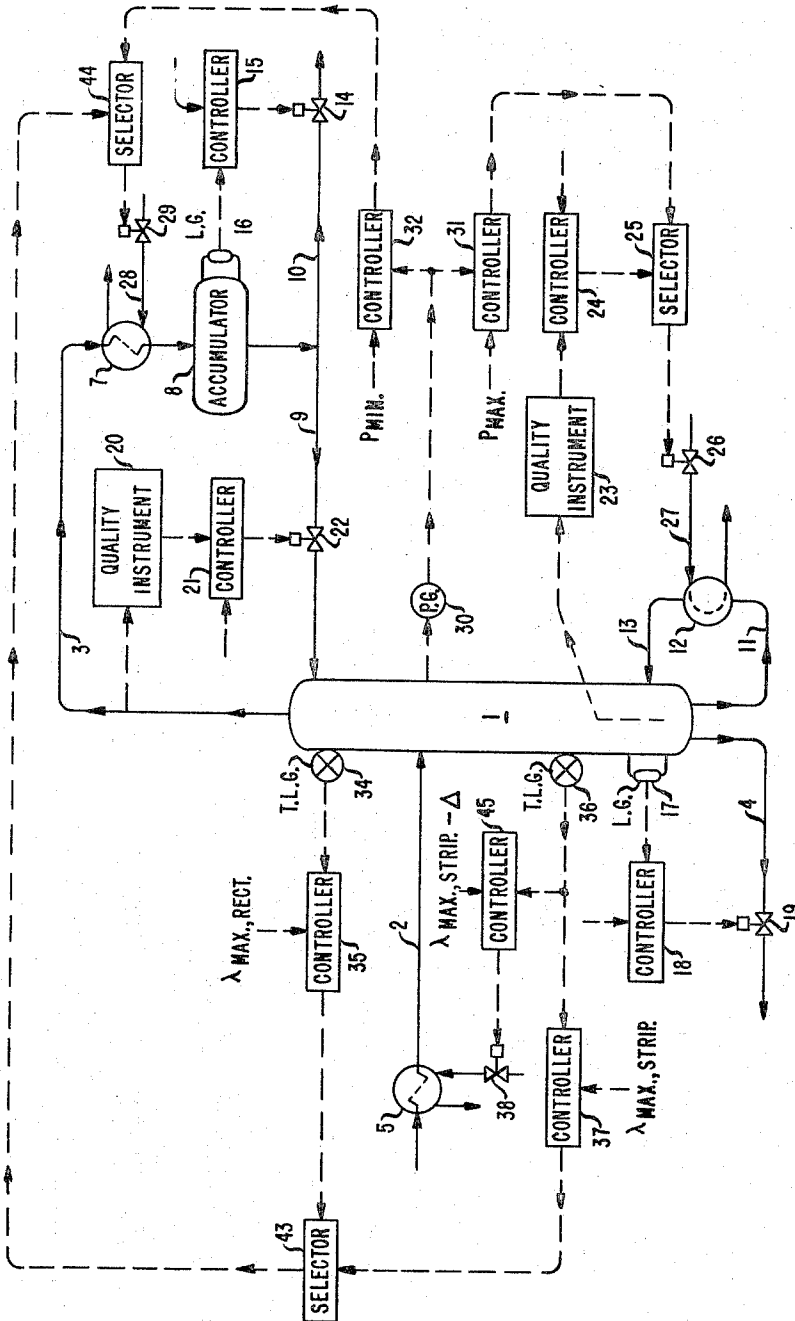 44
SELECTOR
29
28
7
L.G.
16
CONTROLLER
15
14
8
ACCUMULATOR
10
9
3
20
QUALITY
INSTRUMENT
21
CONTROLLER
22
PMIN.
CONTROLLER
32
31
CONTROLLER
PMAX.
P.G.
30
QUALITY
INSTRUMENT
23
CONTROLLER
24
25
SELECTOR
26
27
12
13
11
1
T.L.G.
34
λ MAX., RECT.
CONTROLLER
35
2
λ MAX., STRIP. -Δ
CONTROLLER
45
T.L.G.
36
L.G.
17
CONTROLLER
18
4
19
5
38
CONTROLLER
37
λ MAX., STRIP.
43
SELECTOR